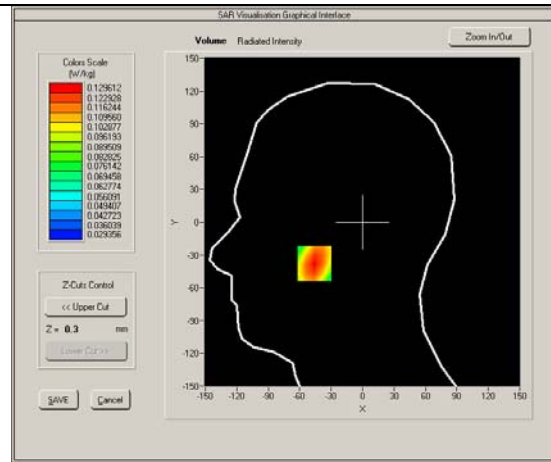 SAR Visualisation Graphical Interface
Volume Radiated Intensity
Zoom In/Out
Colors Scale
(W/kg)
0.129612
0.122928
0.116244
0.109560
0.102877
0.096193
0.089509
0.082825
0.076142
0.069458
0.062774
0.056091
0.049407
0.042723
0.036039
0.029356
Z-Cuts Control
<< Upper Cut
Z = 0.3 mm
Lower Cut >>
SAVE Cancel
150
120
90
60
30
0
-30
-60
-90
-120
-150
Y
-150 -120 -90 -60 -30 0 30 60 90 120 150
X